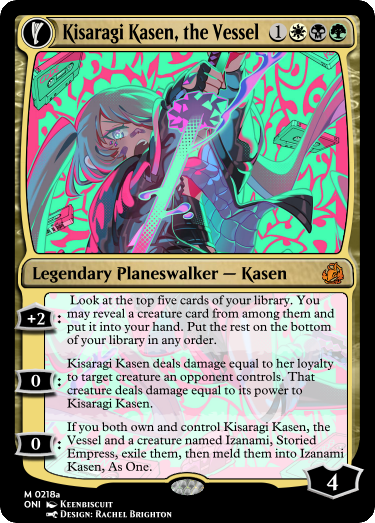 Kisaragi Kasen, the Vessel 1
Legendary Planeswalker — Kasen
+2: Look at the top five cards of your library. You
may reveal a creature card from among them and
put it into your hand. Put the rest on the bottom
of your library in any order.
0: Kisaragi Kasen deals damage equal to her loyalty
to target creature an opponent controls. That
creature deals damage equal to its power to
Kisaragi Kasen.
0: If you both own and control Kisaragi Kasen, the
Vessel and a creature named Izanami, Storied
Empress, exile them, then meld them into Izanami
Kasen, As One.
4
M 0218a
ONI KEENBISCUIT
DESIGN: RACHEL BRIGHTON